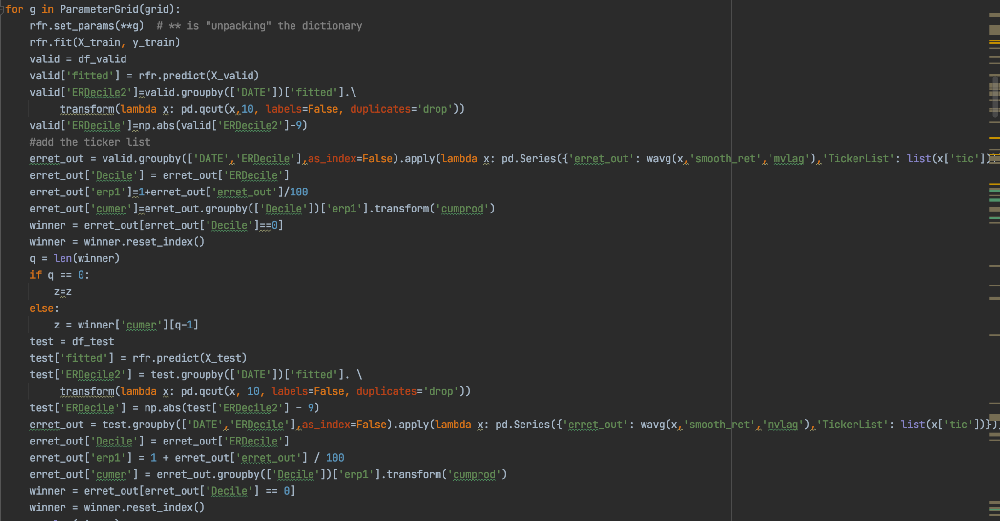 for g in ParameterGrid(grid):
    rfr.set_params(**g)  # ** is "unpacking" the dictionary
    rfr.fit(X_train, y_train)
    valid = df_valid
    valid['fitted'] = rfr.predict(X_valid)
    valid['ERDecile2']=valid.groupby(['DATE'])['fitted'].\
         transform(lambda x: pd.qcut(x,10, labels=False, duplicates='drop'))
    valid['ERDecile']=np.abs(valid['ERDecile2']-9)
    #add the ticker list
    erret_out = valid.groupby(['DATE','ERDecile'],as_index=False).apply(lambda x: pd.Series({'erret_out': wavg(x,'smooth_ret','mvlag'),'TickerList': list(x['tic'])
    erret_out['Decile'] = erret_out['ERDecile']
    erret_out['erp1']=1+erret_out['erret_out']/100
    erret_out['cumer']=erret_out.groupby(['Decile'])['erp1'].transform('cumprod')
    winner = erret_out[erret_out['Decile']==0]
    winner = winner.reset_index()
    q = len(winner)
    if q == 0:
        z=z
    else:
        z = winner['cumer'][q-1]
    test = df_test
    test['fitted'] = rfr.predict(X_test)
    test['ERDecile2'] = test.groupby(['DATE'])['fitted']. \
         transform(lambda x: pd.qcut(x, 10, labels=False, duplicates='drop'))
    test['ERDecile'] = np.abs(test['ERDecile2'] - 9)
    erret_out = test.groupby(['DATE','ERDecile'],as_index=False).apply(lambda x: pd.Series({'erret_out': wavg(x,'smooth_ret','mvlag'),'TickerList': list(x['tic'])})
    erret_out['Decile'] = erret_out['ERDecile']
    erret_out['erp1'] = 1 + erret_out['erret_out'] / 100
    erret_out['cumer'] = erret_out.groupby(['Decile'])['erp1'].transform('cumprod')
    winner = erret_out[erret_out['Decile'] == 0]
    winner = winner.reset_index()